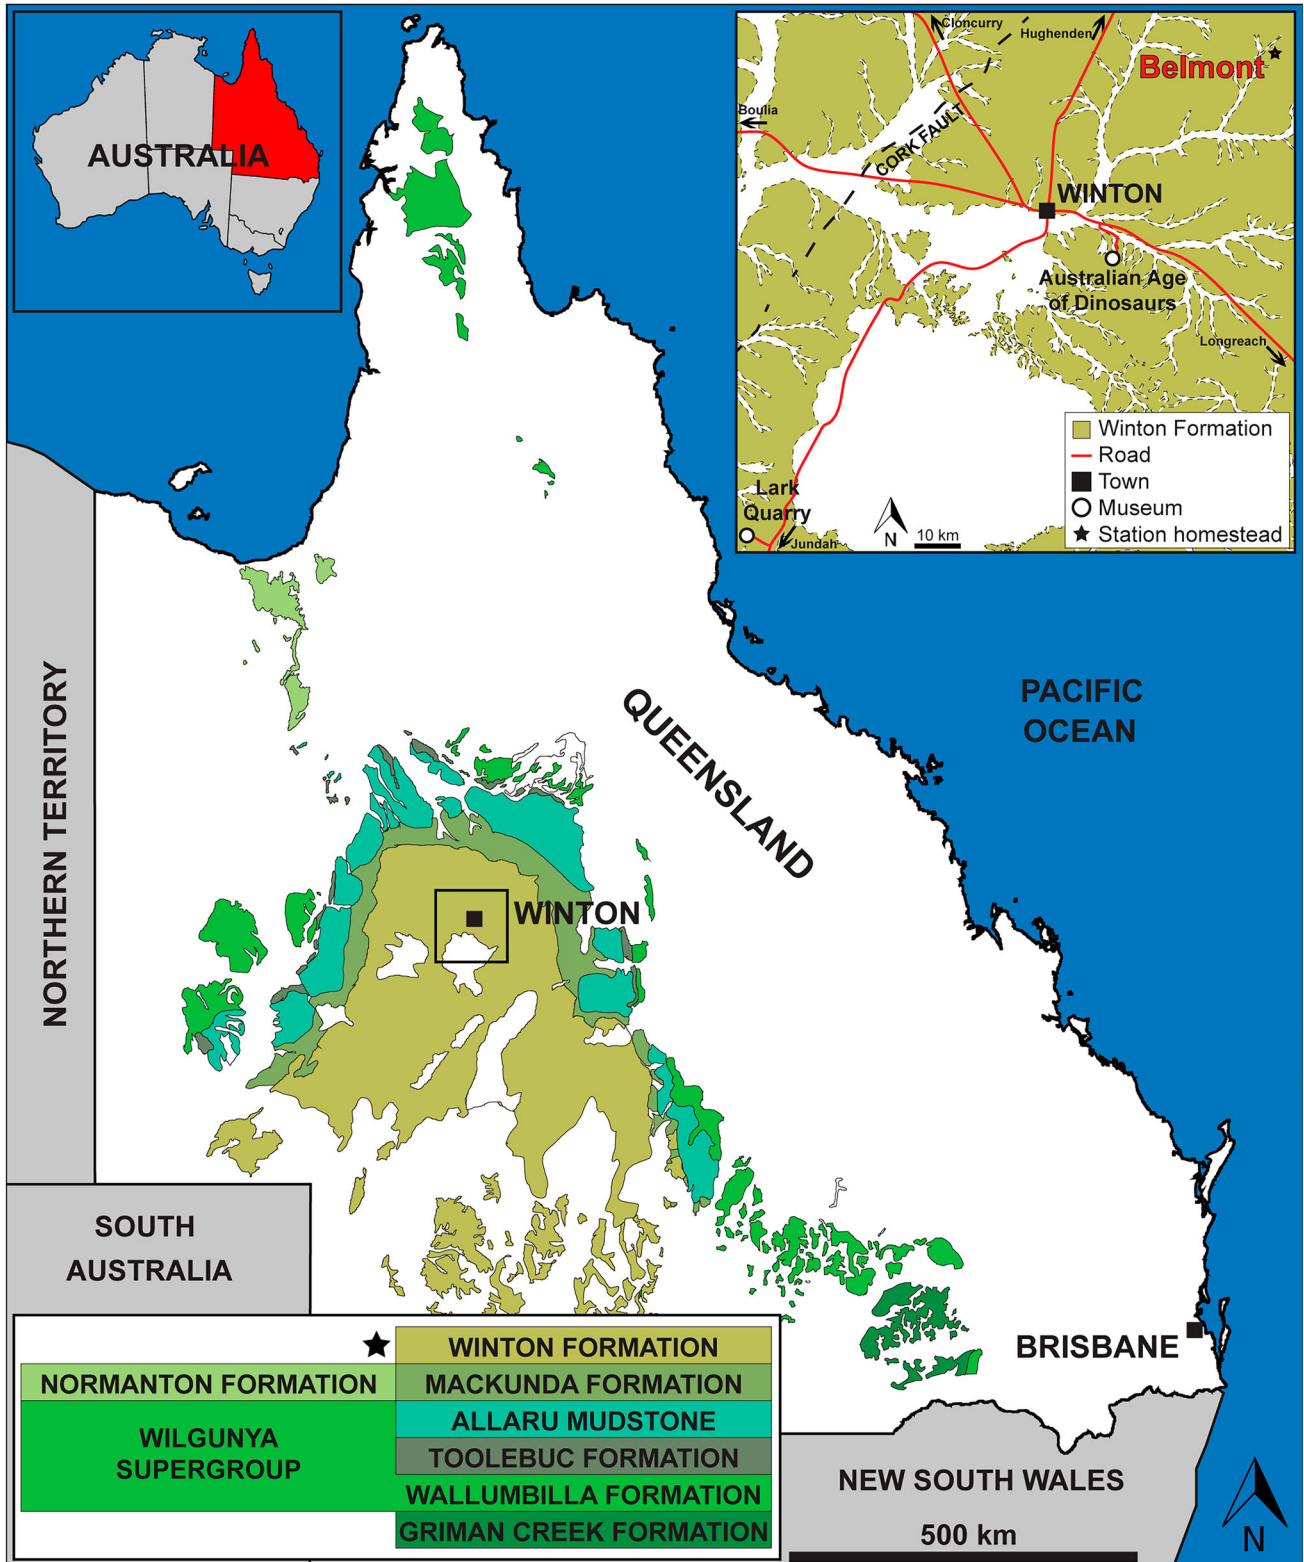 AUSTRALIA
Cloncurry
Hughenden
Belmont
Boulia
CORK FAULT
WINTON
Australian Age
of Dinosaurs
Longreach
Lark
Quarry
Jundah
N
10 km
Winton Formation
Road
Town
Museum
Station homestead
PACIFIC
OCEAN
QUEENSLAND
NORTHERN TERRITORY
WINTON
SOUTH
AUSTRALIA
BRISBANE
NEW SOUTH WALES
500 km
N
WINTON FORMATION
NORMANTON FORMATION
MACKUNDA FORMATION
WILGUNYA
SUPERGROUP
ALLARU MUDSTONE
TOOLEBUC FORMATION
WALLUMBILLA FORMATION
GRIMAN CREEK FORMATION